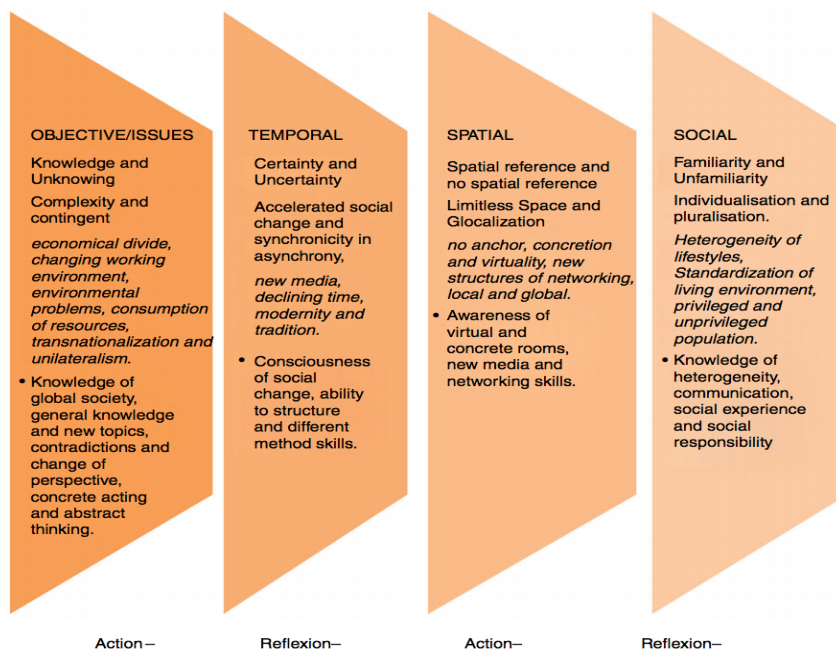 OBJECTIVE/ISSUES
Knowledge and
Unknowing
Complexity and
contingent
economical divide,
changing working
environment,
environmental
problems, consumption
of resources,
transnationalization and
unilateralism.
• Knowledge of
global society,
general knowledge
and new topics,
contradictions and
change of
perspective,
concrete acting
and abstract
thinking.
TEMPORAL
Certainty and
Uncertainty
Accelerated social
change and
synchronicity in
asynchrony,
new media,
declining time,
modernity and
tradition.
• Consciousness
of social
change, ability
to structure
and different
method skills.
SPATIAL
Spatial reference and
no spatial reference
Limitless Space and
Glocalization
no anchor, concretion
and virtuality, new
structures of networking,
local and global.
• Awareness of
virtual and
concrete rooms,
new media and
networking skills.
SOCIAL
Familiarity and
Unfamiliarity
Individualisation and
pluralisation.
Heterogeneity of
lifestyles,
Standardization of
living environment,
privileged and
unprivileged
population.
• Knowledge of
heterogeneity,
communication,
social experience
and social
responsibility
Action–
Reflexion–
Action–
Reflexion–